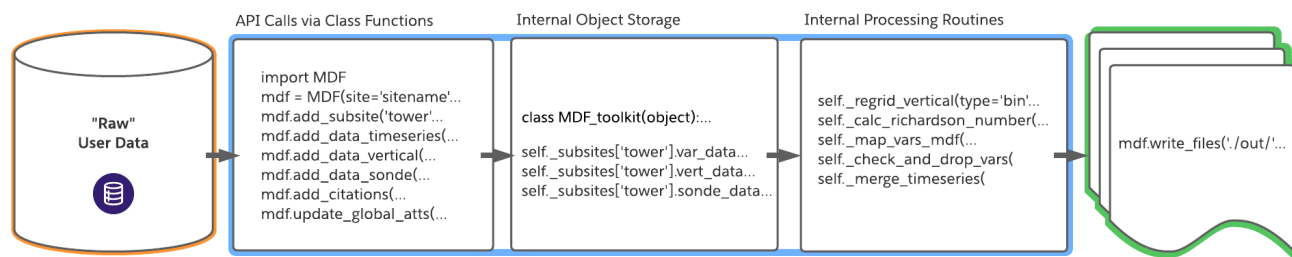 API Calls via Class Functions
Internal Object Storage
Internal Processing Routines
"Raw"
User Data
import MDF
mdf = MDF(site='sitename'...
mdf.add_subsite('tower'...
mdf.add_data_timeseries(...
mdf.add_data_vertical(...
mdf.add_data_sonde(...
mdf.add_citations(...
mdf.update_global_atts(...
class MDF_toolkit(object):...
self._subsites['tower'].var_data...
self._subsites['tower'].vert_data...
self._subsites['tower'].sonde_data...
self._regrid_vertical(type='bin'...
self._calc_richardson_number(...
self._map_vars_mdf(...
self._check_and_drop_vars(
self._merge_timeseries(
mdf.write_files('./out/'...